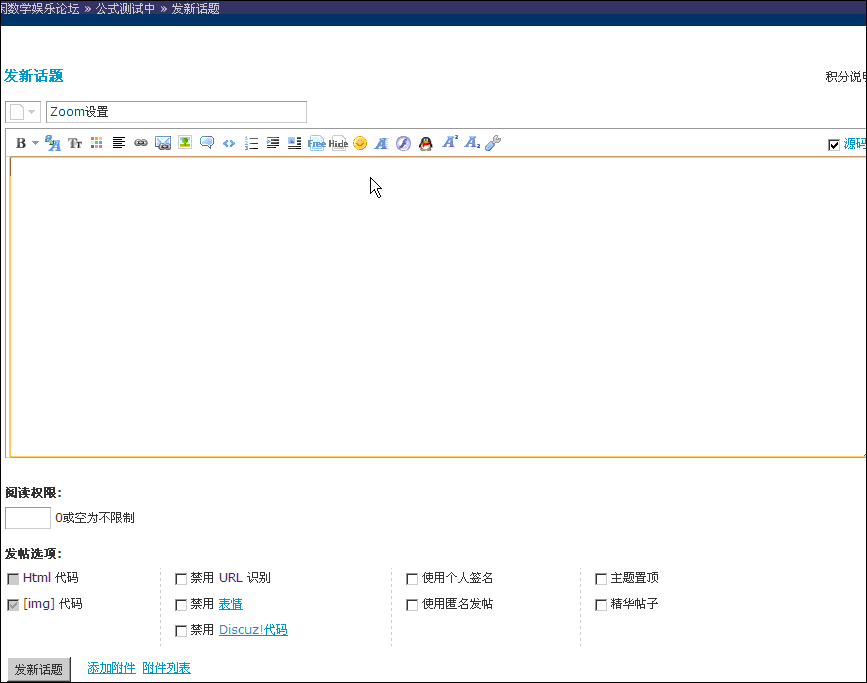 闲数学娱乐论坛 » 公式测试中 » 发新话题
发新话题
积分说明
Zoom设置
B Tr Free Hide A A² A₂ 源码
阅读权限:
0或空为不限制
发帖选项:
Html 代码 禁用 URL 识别 使用个人签名 主题置顶
[img] 代码 禁用 表情 使用匿名发帖 精华帖子
禁用 Discuz!代码
发新话题 添加附件 附件列表